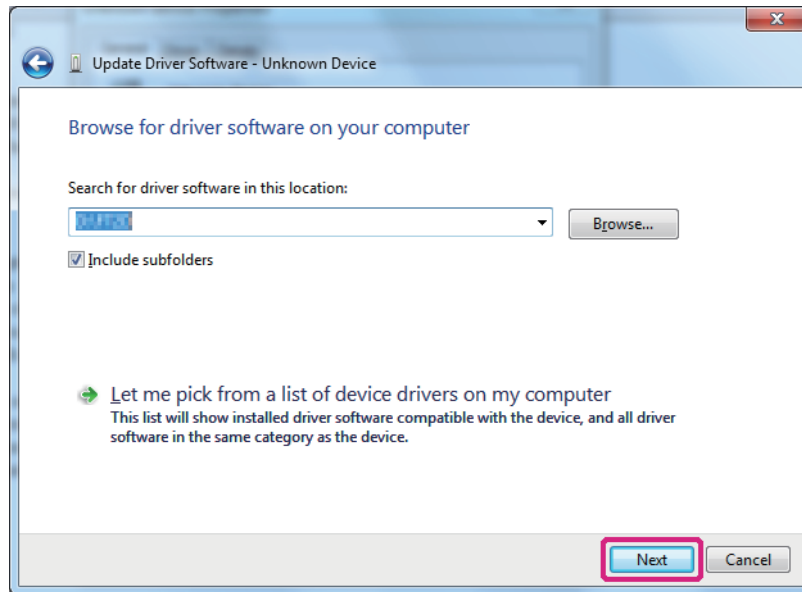 Update Driver Software - Unknown Device
Browse for driver software on your computer
Search for driver software in this location:
Browse...
Include subfolders
Let me pick from a list of device drivers on my computer
This list will show installed driver software compatible with the device, and all driver
software in the same category as the device.
Next
Cancel